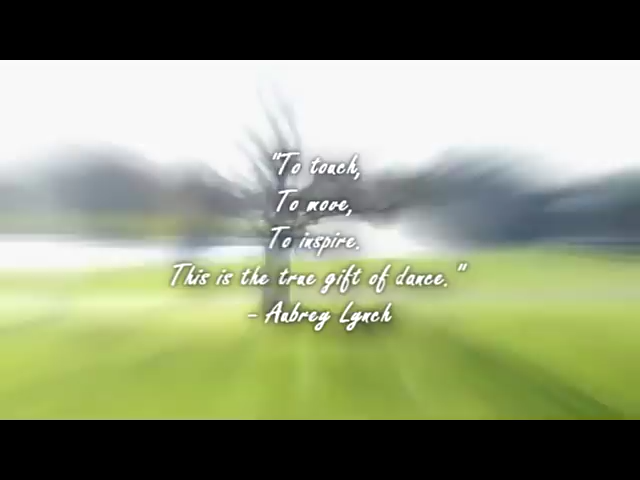 "To touch,
To move,
To inspire.
This is the true gift of dance."
- Aubrey Lynch